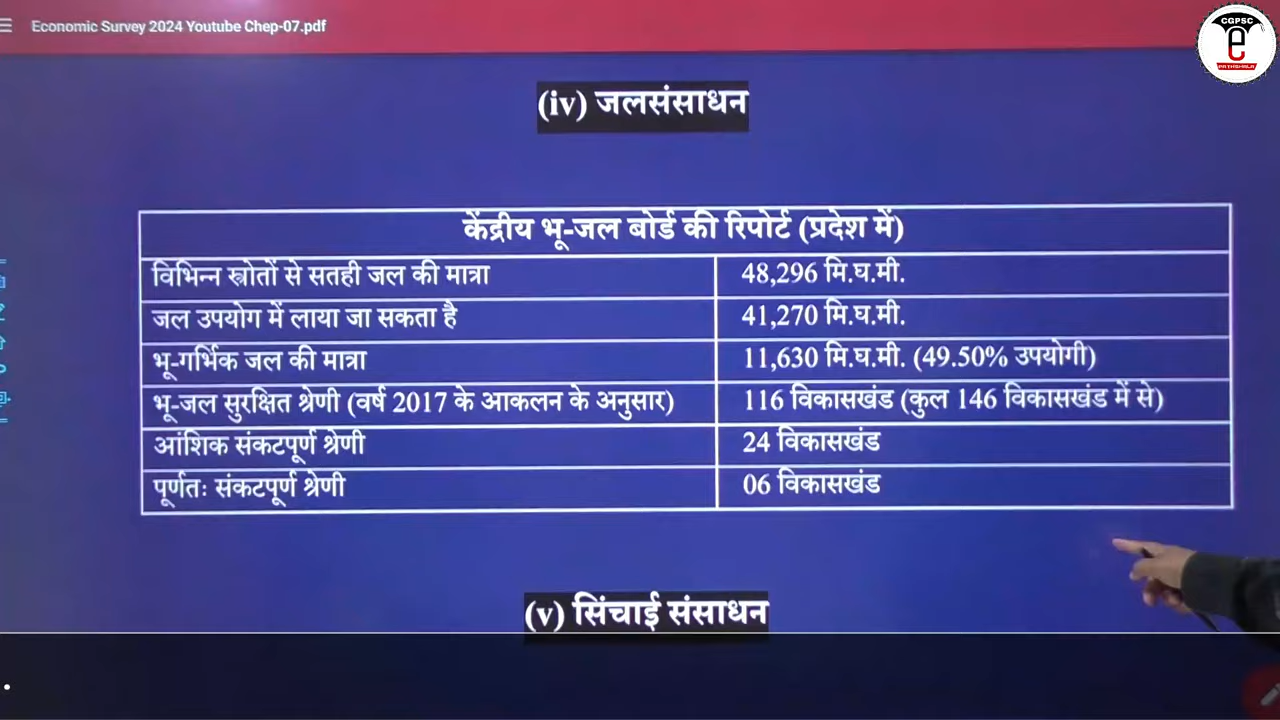 Economic Survey 2024 Youtube Chep-07.pdf
CGPSC
e
PATHSHALA
(iv) जलसंसाधन
केंद्रीय भू-जल बोर्ड की रिपोर्ट (प्रदेश में)
विभिन्न स्त्रोतों से सतही जल की मात्रा 48,296 मि.घ.मी.
जल उपयोग में लाया जा सकता है 41,270 मि.घ.मी.
भू-गर्भिक जल की मात्रा 11,630 मि.घ.मी. (49.50% उपयोगी)
भू-जल सुरक्षित श्रेणी (वर्ष 2017 के आकलन के अनुसार) 116 विकासखंड (कुल 146 विकासखंड में से)
आंशिक संकटपूर्ण श्रेणी 24 विकासखंड
पूर्णतः संकटपूर्ण श्रेणी 06 विकासखंड
(v) सिंचाई संसाधन